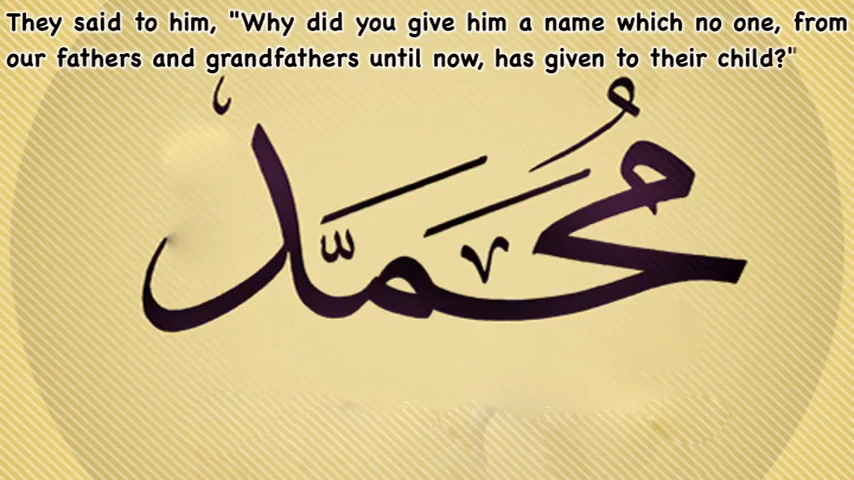 They said to him, "Why did you give him a name which no one, from
our fathers and grandfathers until now, has given to their child?"
محمد